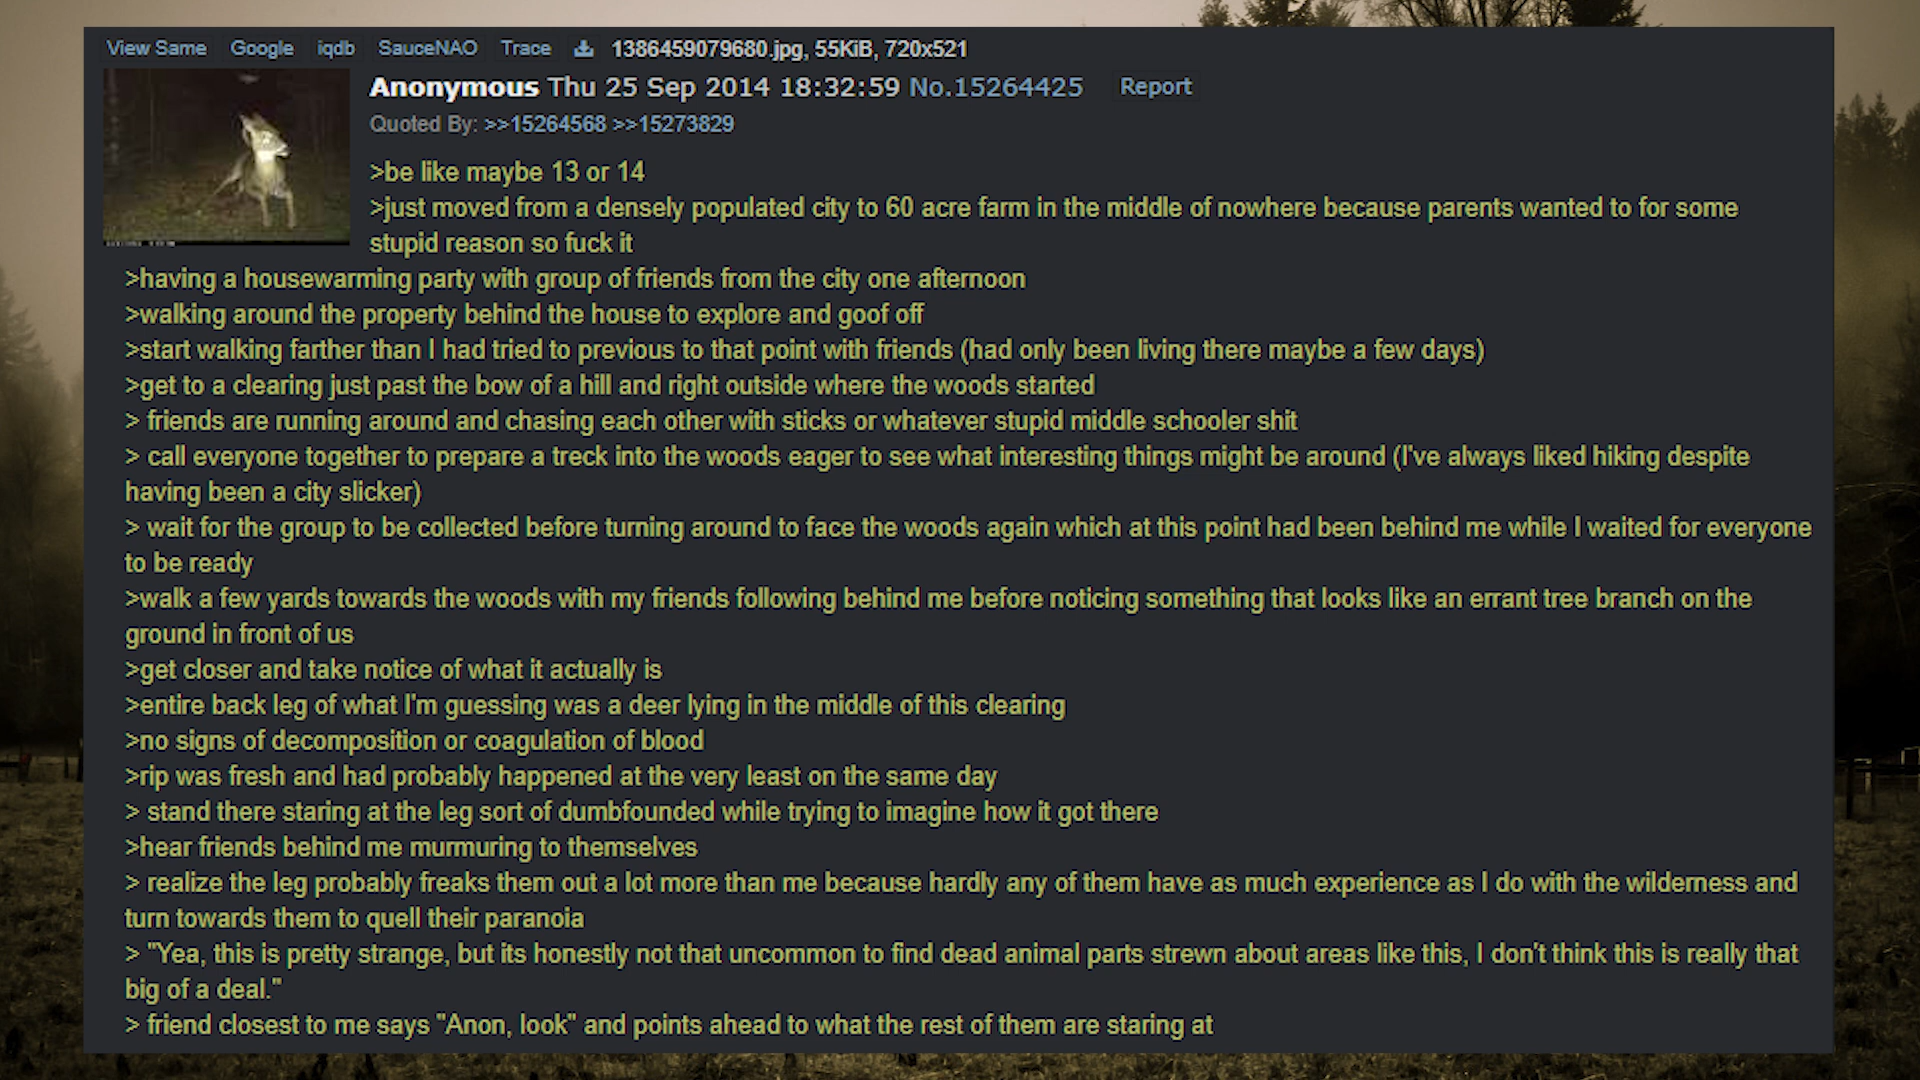 View Same Google iqdb SauceNAO Trace 1386459079680.jpg, 55KiB, 720x521
Anonymous Thu 25 Sep 2014 18:32:59 No.15264425 Report
Quoted By: >>15264568 >>15273829
>be like maybe 13 or 14
>just moved from a densely populated city to 60 acre farm in the middle of nowhere because parents wanted to for some
stupid reason so fuck it
>having a housewarming party with group of friends from the city one afternoon
>walking around the property behind the house to explore and goof off
>start walking farther than I had tried to previous to that point with friends (had only been living there maybe a few days)
>get to a clearing just past the bow of a hill and right outside where the woods started
> friends are running around and chasing each other with sticks or whatever stupid middle schooler shit
> call everyone together to prepare a treck into the woods eager to see what interesting things might be around (I've always liked hiking despite
having been a city slicker)
> wait for the group to be collected before turning around to face the woods again which at this point had been behind me while I waited for everyone
to be ready
>walk a few yards towards the woods with my friends following behind me before noticing something that looks like an errant tree branch on the
ground in front of us
>get closer and take notice of what it actually is
>entire back leg of what I'm guessing was a deer lying in the middle of this clearing
>no signs of decomposition or coagulation of blood
>rip was fresh and had probably happened at the very least on the same day
> stand there staring at the leg sort of dumbfounded while trying to imagine how it got there
>hear friends behind me murmuring to themselves
> realize the leg probably freaks them out a lot more than me because hardly any of them have as much experience as I do with the wilderness and
turn towards them to quell their paranoia
> "Yea, this is pretty strange, but its honestly not that uncommon to find dead animal parts strewn about areas like this, I don't think this is really that
big of a deal."
> friend closest to me says "Anon, look" and points ahead to what the rest of them are staring at